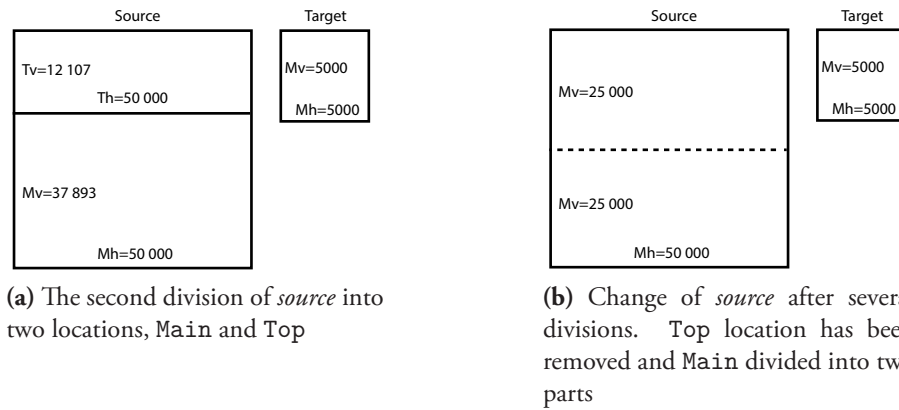 Source
Target
Tv=12 107
Th=50 000
Mv=5000
Mh=5000
Mv=37 893
Mh=50 000
(a) The second division of source into
two locations, Main and Top
Source
Target
Mv=25 000
Mv=5000
Mh=5000
Mv=25 000
Mh=50 000
(b) Change of source after severa
divisions. Top location has bee
removed and Main divided into tw
parts